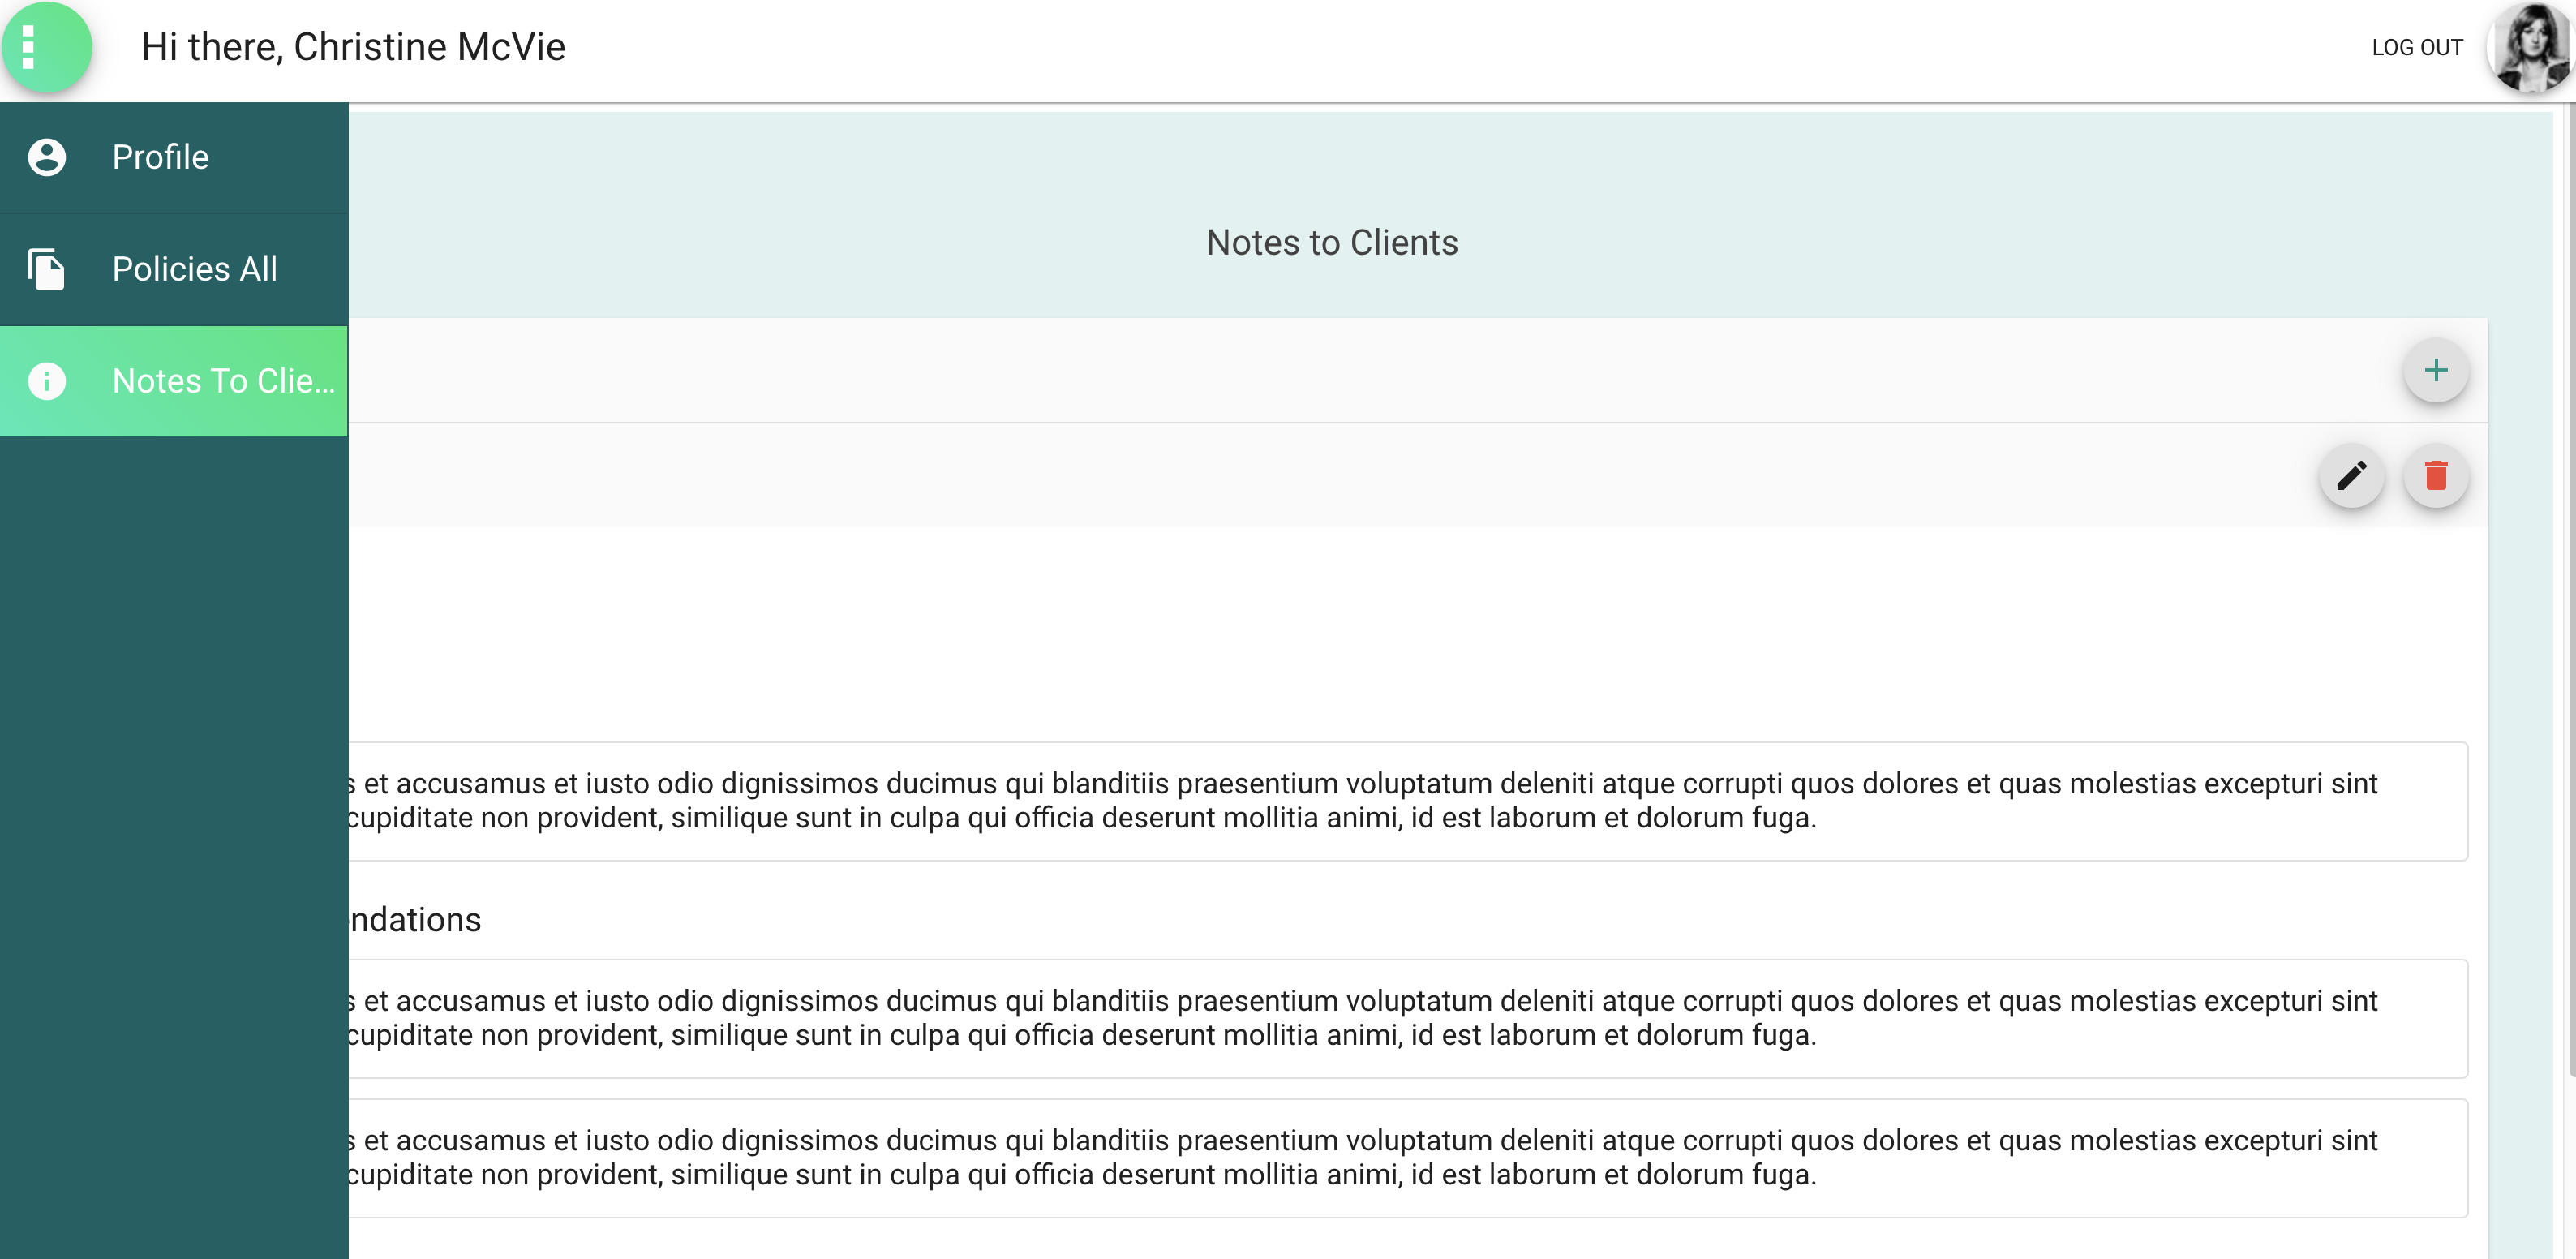 Hi there, Christine McVie
LOG OUT
Profile
Policies All
Notes To Clie...
Notes to Clients
et accusamus et iusto odio dignissimos ducimus qui blanditiis praesentium voluptatum deleniti atque corrupti quos dolores et quas molestias excepturi sint
cupiditate non provident, similique sunt in culpa qui officia deserunt mollitia animi, id est laborum et dolorum fuga.
ndations
et accusamus et iusto odio dignissimos ducimus qui blanditiis praesentium voluptatum deleniti atque corrupti quos dolores et quas molestias excepturi sint
cupiditate non provident, similique sunt in culpa qui officia deserunt mollitia animi, id est laborum et dolorum fuga.
et accusamus et iusto odio dignissimos ducimus qui blanditiis praesentium voluptatum deleniti atque corrupti quos dolores et quas molestias excepturi sint
cupiditate non provident, similique sunt in culpa qui officia deserunt mollitia animi, id est laborum et dolorum fuga.